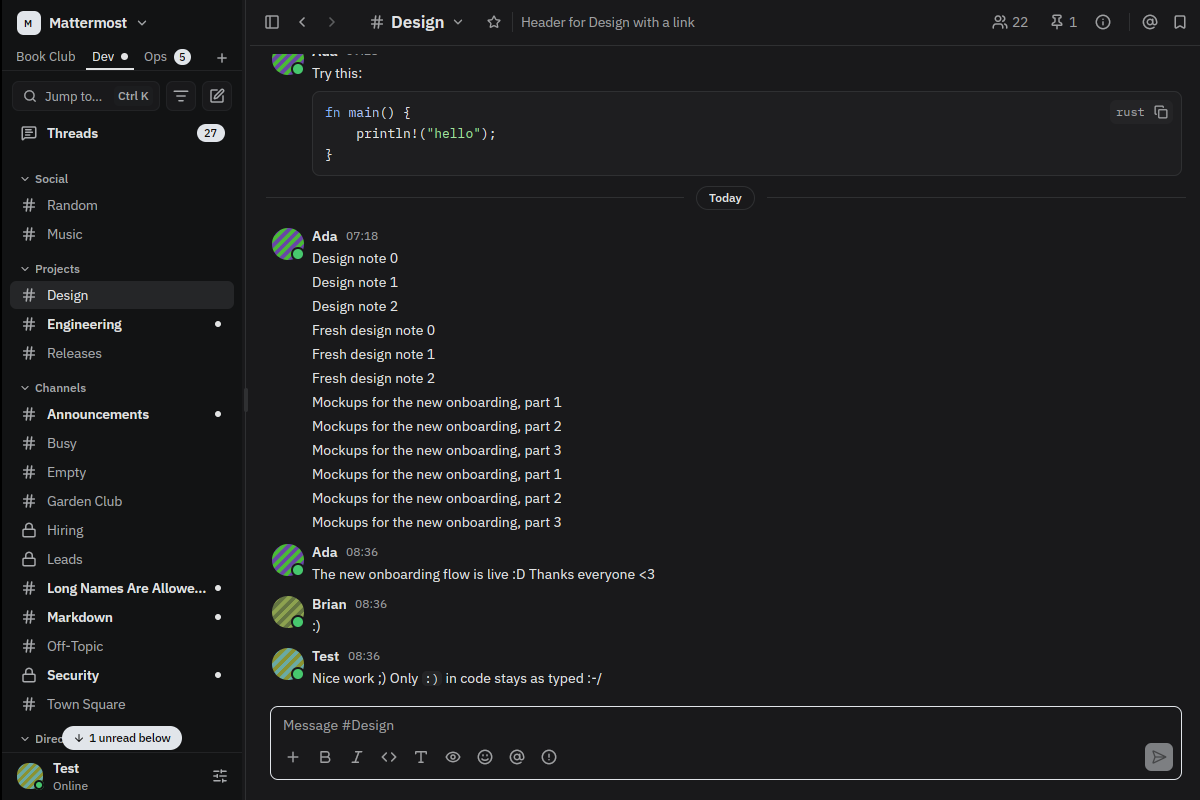 M Mattermost
Book Club Dev Ops 5
Jump to... Ctrl K
Threads 27
Social
Random
Music
Projects
Design
Engineering
Releases
Channels
Announcements
Busy
Empty
Garden Club
Hiring
Leads
Long Names Are Allowe...
Markdown
Off-Topic
Security
Town Square
Direc
1 unread below
Test
Online
Design Header for Design with a link 22 1
Ada
Try this:
fn main() {
    println!("hello");
}
rust
Today
Ada 07:18
Design note 0
Design note 1
Design note 2
Fresh design note 0
Fresh design note 1
Fresh design note 2
Mockups for the new onboarding, part 1
Mockups for the new onboarding, part 2
Mockups for the new onboarding, part 3
Mockups for the new onboarding, part 1
Mockups for the new onboarding, part 2
Mockups for the new onboarding, part 3
Ada 08:36
The new onboarding flow is live :D Thanks everyone <3
Brian 08:36
:)
Test 08:36
Nice work ;) Only :) in code stays as typed :-/
Message #Design